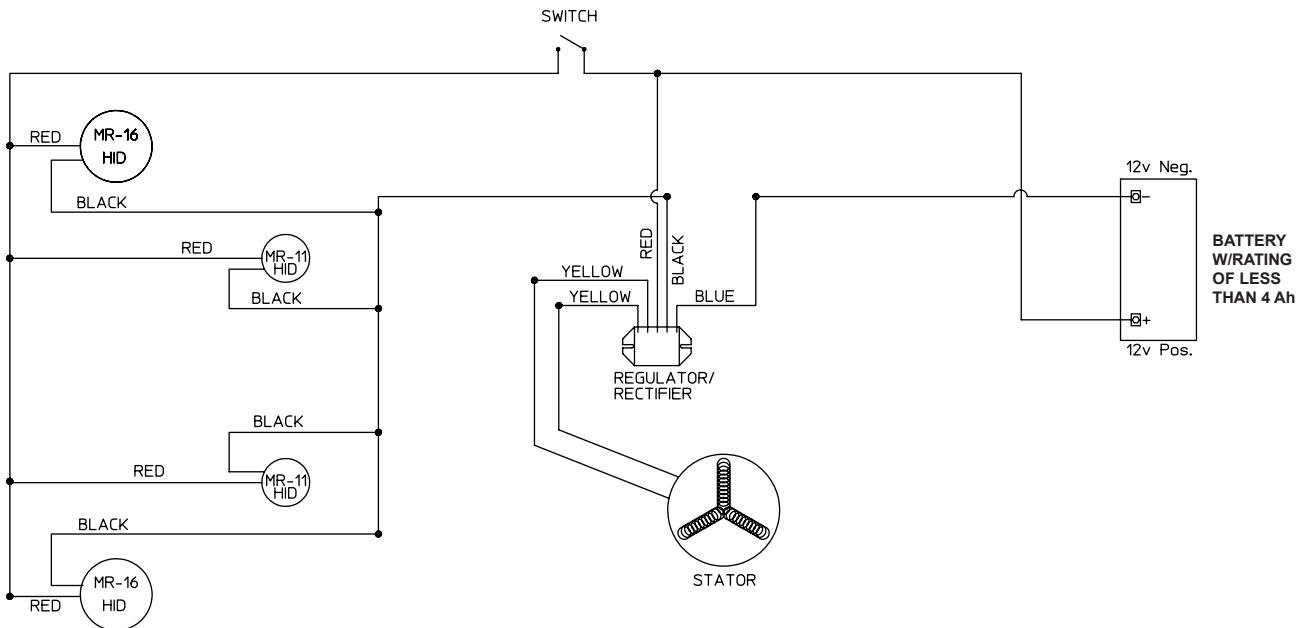 SWITCH
RED
MR-16
HID
BLACK
RED
MR-11
HID
BLACK
BLACK
RED
MR-11
HID
BLACK
MR-16
HID
RED
RED
BLACK
YELLOW
YELLOW
BLUE
REGULATOR/
RECTIFIER
STATOR
12v Neg.
-
+
12v Pos.
BATTERY
W/RATING
OF LESS
THAN 4 Ah